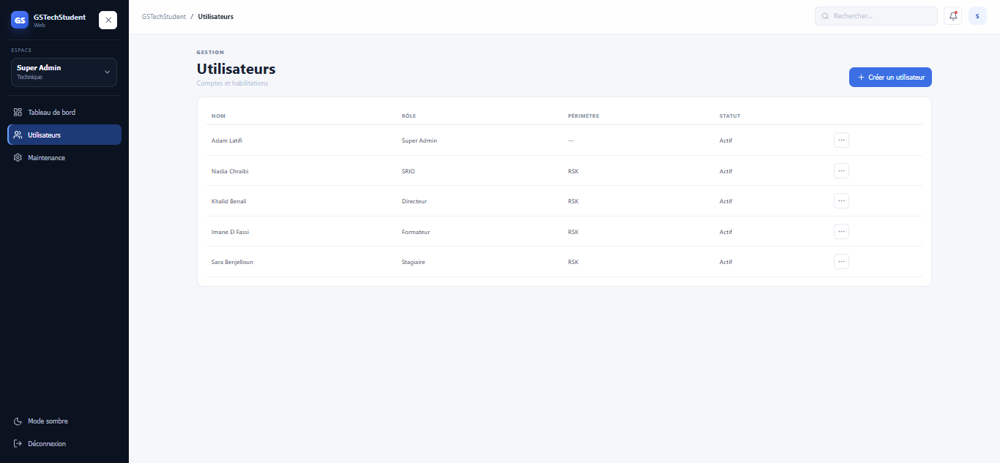 GS
GSTechStudent
Web
ESPACE
Super Admin
Technique
Tableau de bord
Utilisateurs
Maintenance
Mode sombre
Déconnexion
GSTechStudent / Utilisateurs
Rechercher...
S
GESTION
Utilisateurs
Comptes et habilitations
+ Créer un utilisateur
NOM RÔLE PÉRIMÈTRE STATUT
Adam Latifi Super Admin — Actif ...
Nadia Chraibi SRIO RSK Actif ...
Khalid Benali Directeur RSK Actif ...
Imane El Fassi Formateur RSK Actif ...
Sara Benjelloun Stagiaire RSK Actif ...